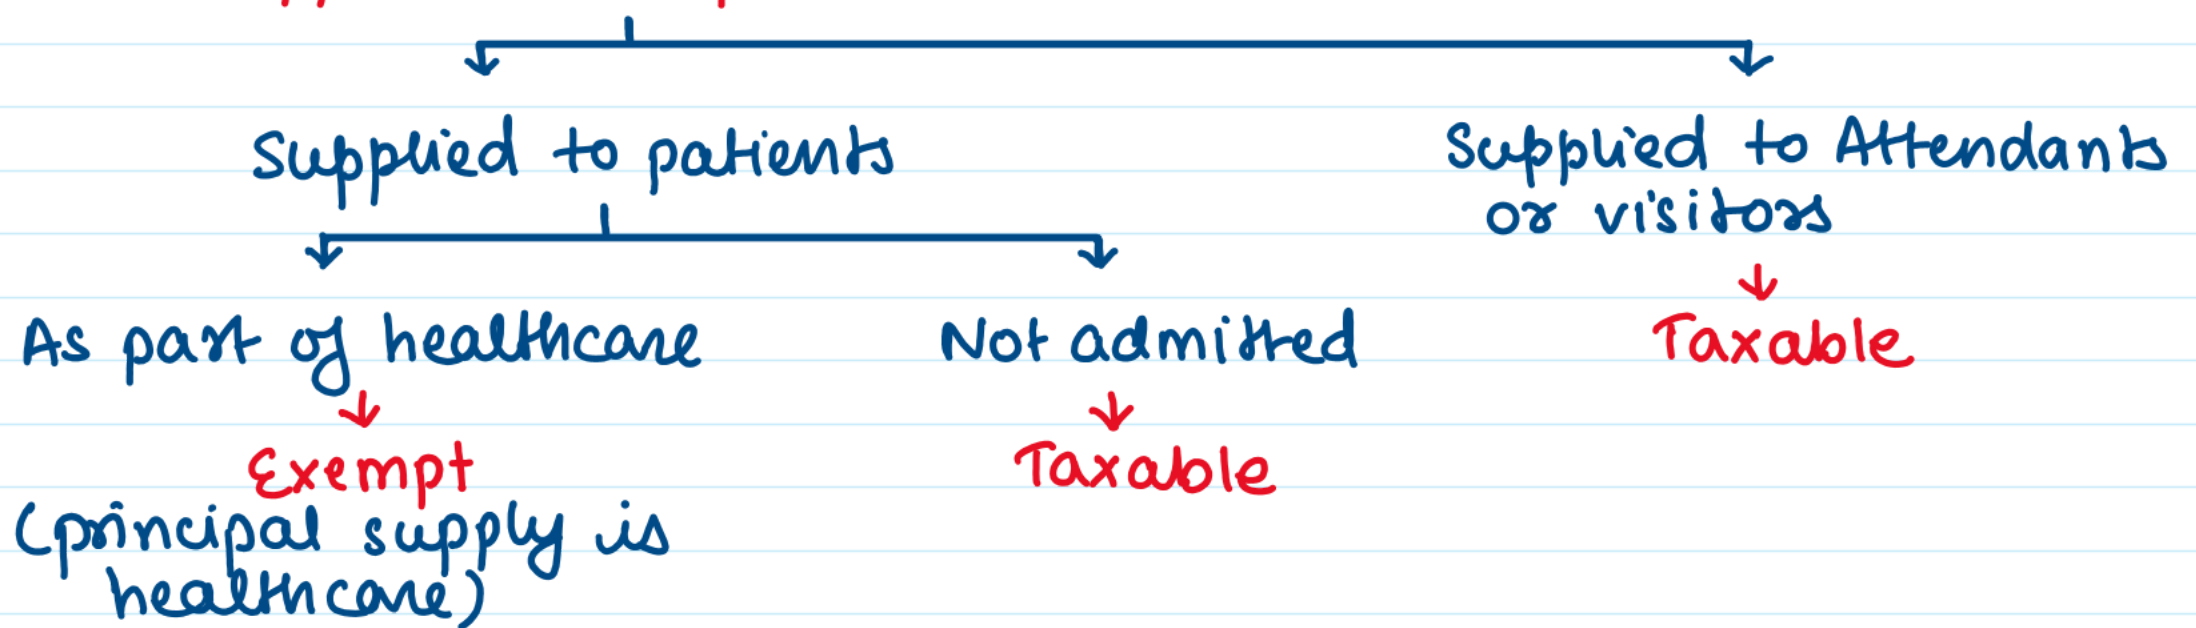 Supplied to patients
Supplied to Attendants
or visitors
As part of healthcare
Not admitted
Taxable
Exempt
Taxable
(principal supply is
healthcare)